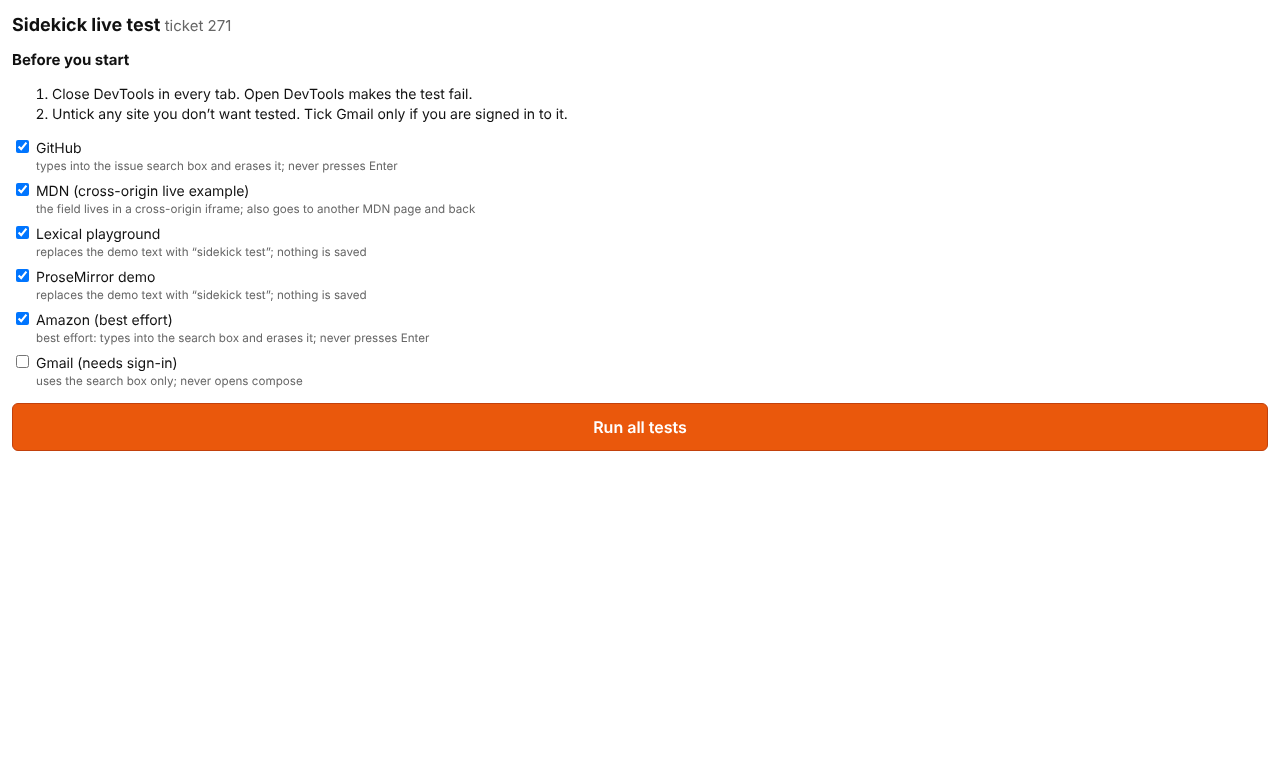 Sidekick live test ticket 271
Before you start
1. Close DevTools in every tab. Open DevTools makes the test fail.
2. Untick any site you don’t want tested. Tick Gmail only if you are signed in to it.
GitHub
types into the issue search box and erases it; never presses Enter
MDN (cross-origin live example)
the field lives in a cross-origin iframe; also goes to another MDN page and back
Lexical playground
replaces the demo text with “sidekick test”; nothing is saved
ProseMirror demo
replaces the demo text with “sidekick test”; nothing is saved
Amazon (best effort)
best effort: types into the search box and erases it; never presses Enter
Gmail (needs sign-in)
uses the search box only; never opens compose
Run all tests